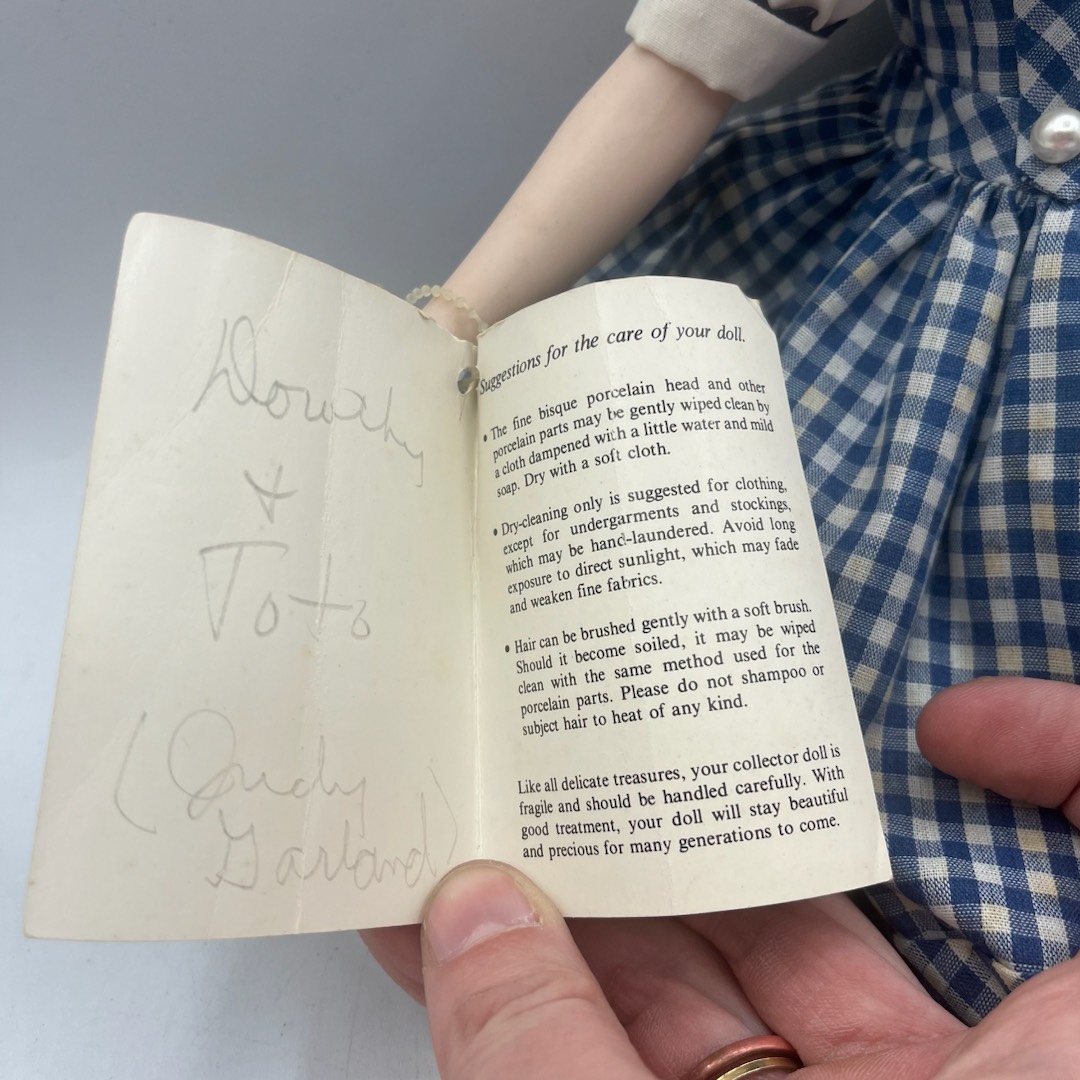 Dorothy
+
Toto
(Judy
Garland)
Suggestions for the care of your doll.
• The fine bisque porcelain head and other
porcelain parts may be gently wiped clean by
a cloth dampened with a little water and mild
soap. Dry with a soft cloth.
• Dry-cleaning only is suggested for clothing,
except for undergarments and stockings,
which may be hand-laundered. Avoid long
exposure to direct sunlight, which may fade
and weaken fine fabrics.
• Hair can be brushed gently with a soft brush.
Should it become soiled, it may be wiped
clean with the same method used for the
porcelain parts. Please do not shampoo or
subject hair to heat of any kind.
Like all delicate treasures, your collector doll is
fragile and should be handled carefully. With
good treatment, your doll will stay beautiful
and precious for many generations to come.